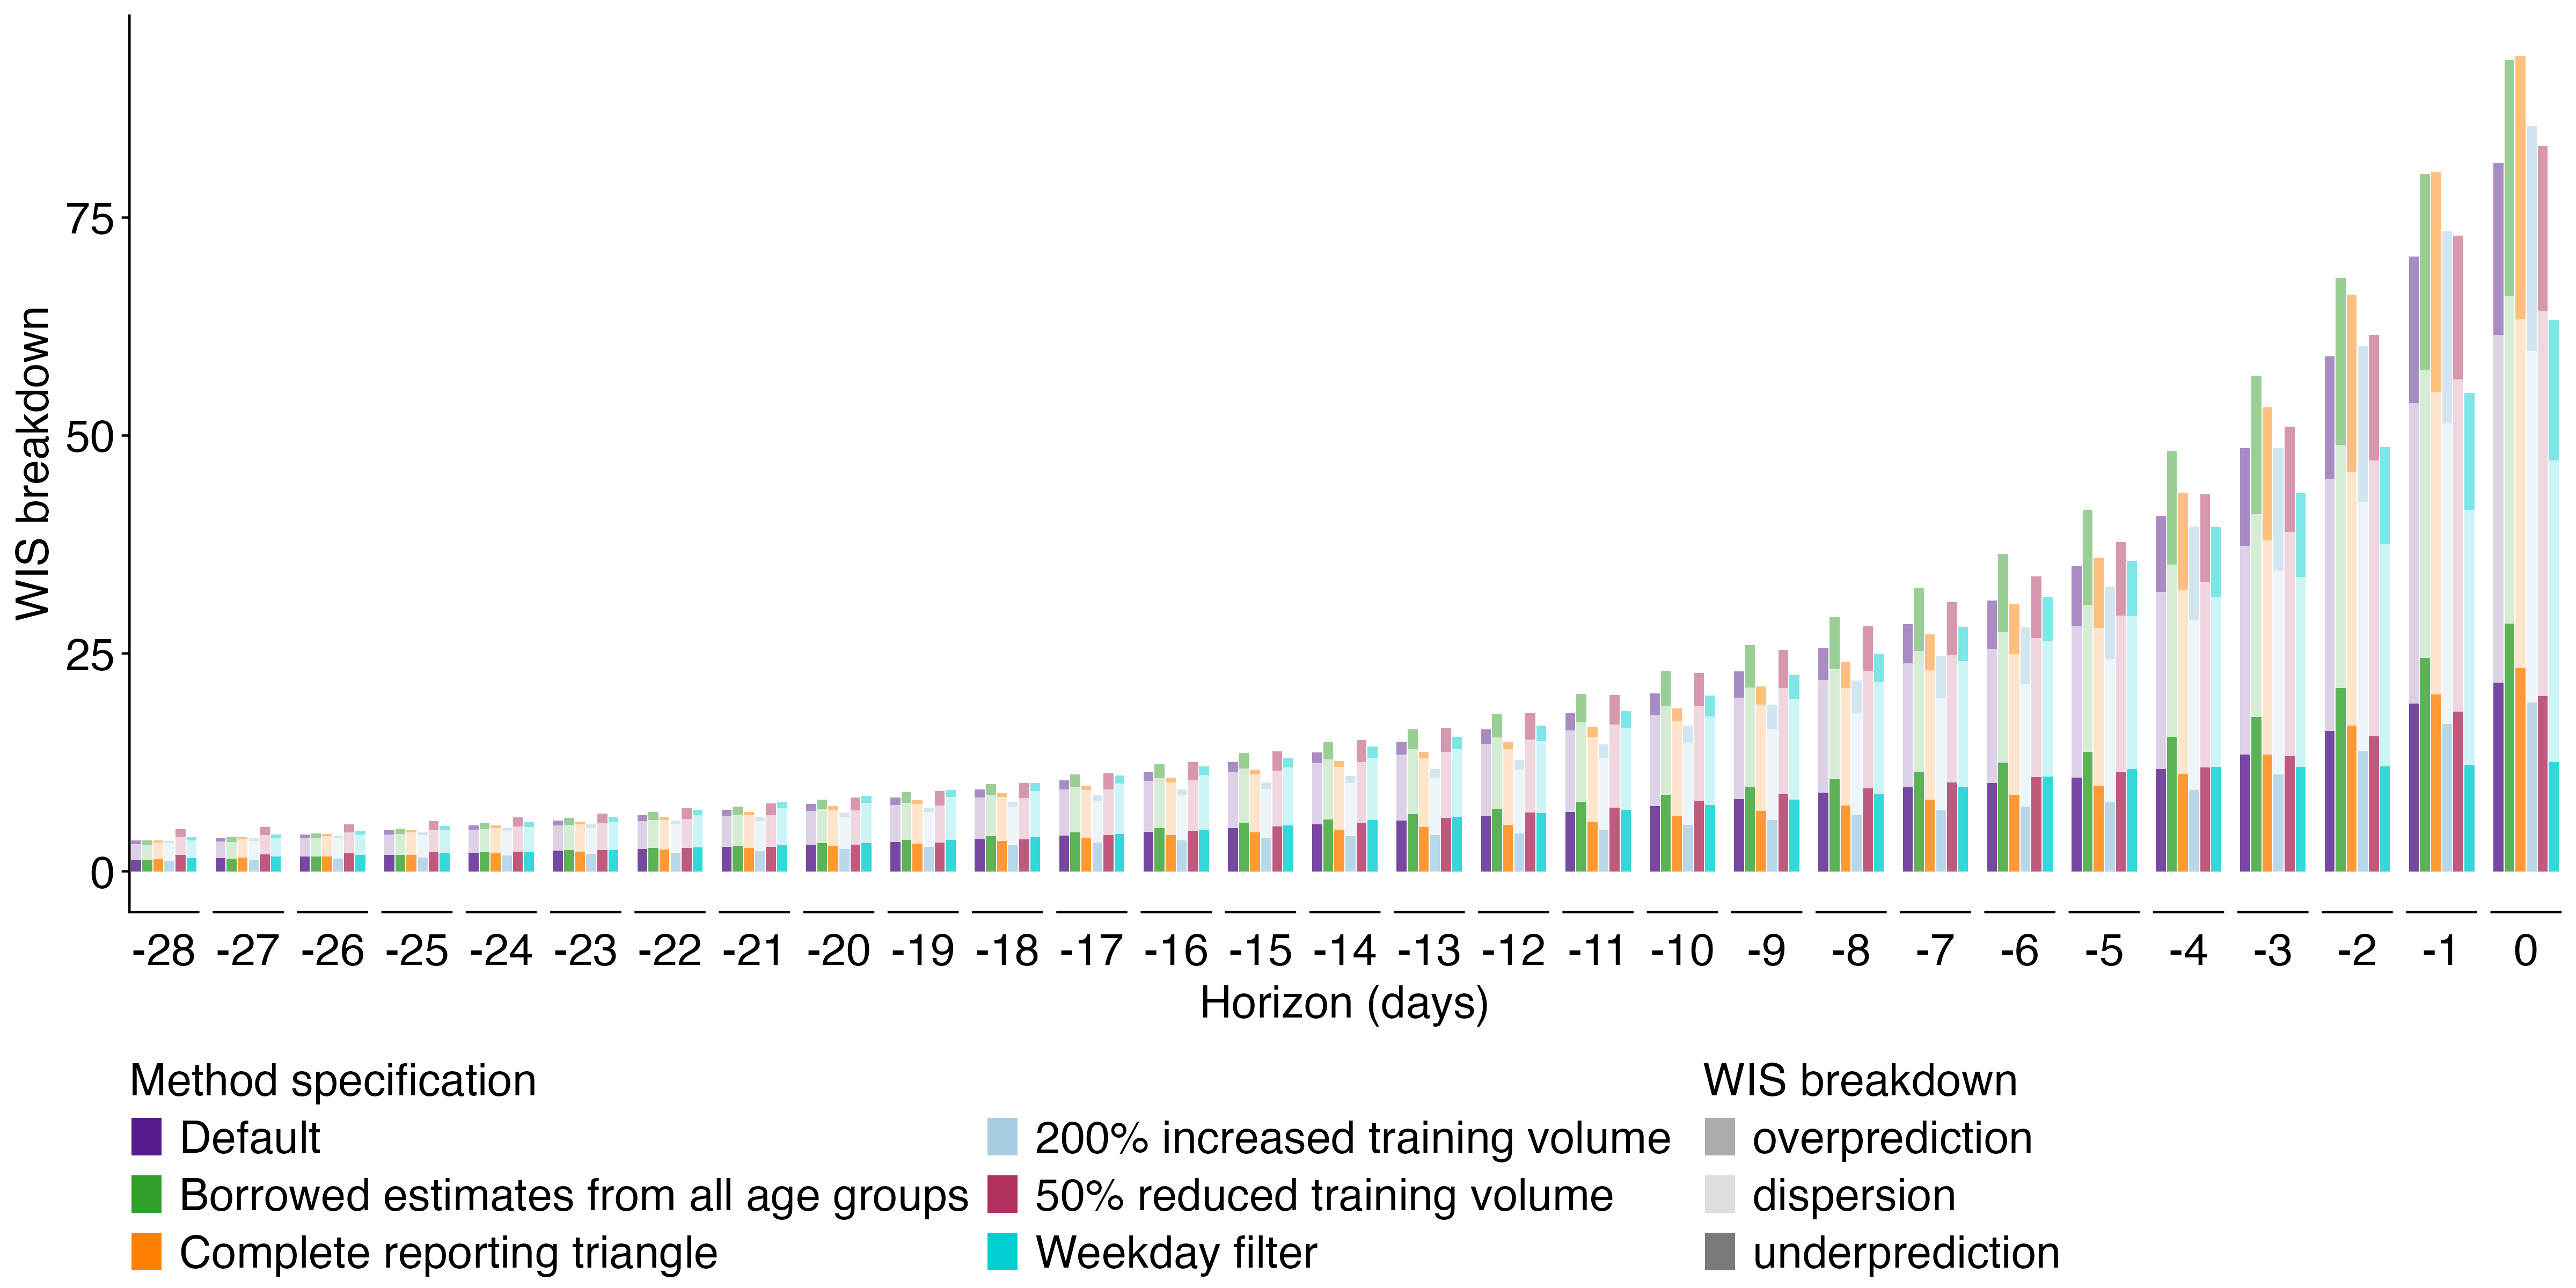 WIS breakdown
75
50
25
0
-28 -27 -26 -25 -24 -23 -22 -21 -20 -19 -18 -17 -16 -15 -14 -13 -12 -11 -10 -9 -8 -7 -6 -5 -4 -3 -2 -1 0
Horizon (days)
Method specification
Default
Borrowed estimates from all age groups
Complete reporting triangle
200% increased training volume
50% reduced training volume
Weekday filter
WIS breakdown
overprediction
dispersion
underprediction